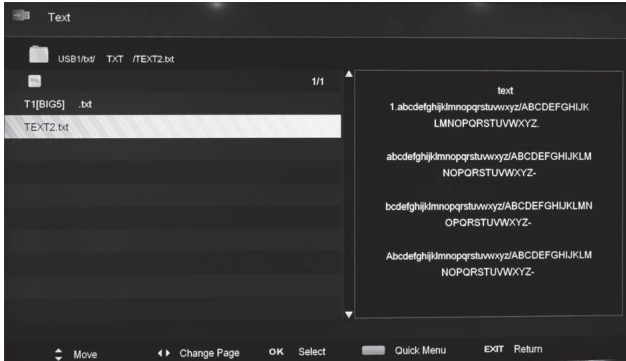 Text
USB1/txt/ TXT /TEXT2.txt
1/1
T1[BIG5] .txt
TEXT2.txt
text
1.abcdefghijklmnopqrstuvwxyz/ABCDEFGHIJK
LMNOPQRSTUVWXYZ.
abcdefghijklmnopqrstuvwxyz/ABCDEFGHIJKLM
NOPQRSTUVWXYZ-
bcdefghijklmnopqrstuvwxyz/ABCDEFGHIJKLMN
OPQRSTUVWXYZ-
Abcdefghijklmnopqrstuvwxyz/ABCDEFGHIJKLM
NOPQRSTUVWXYZ-
Move Change Page OK Select Quick Menu EXIT Return